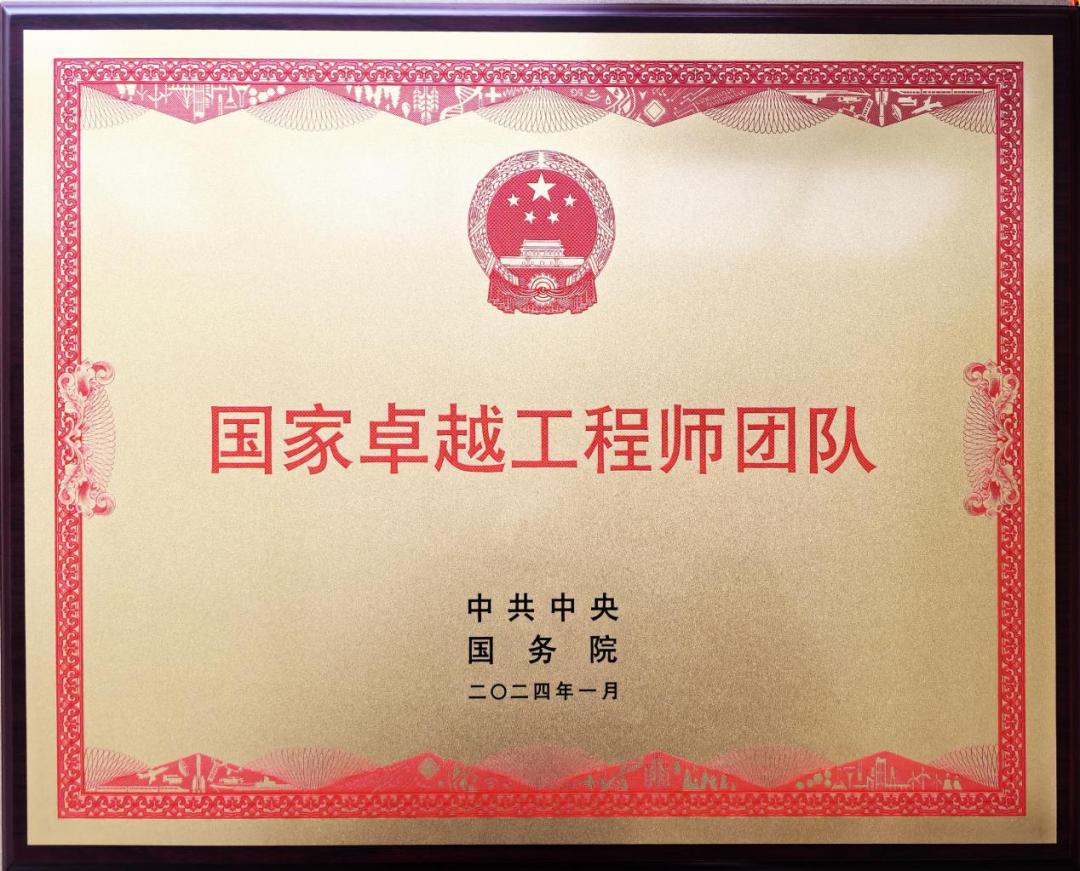 国家卓越工程师团队
中共中央
国务院
二〇二四年一月